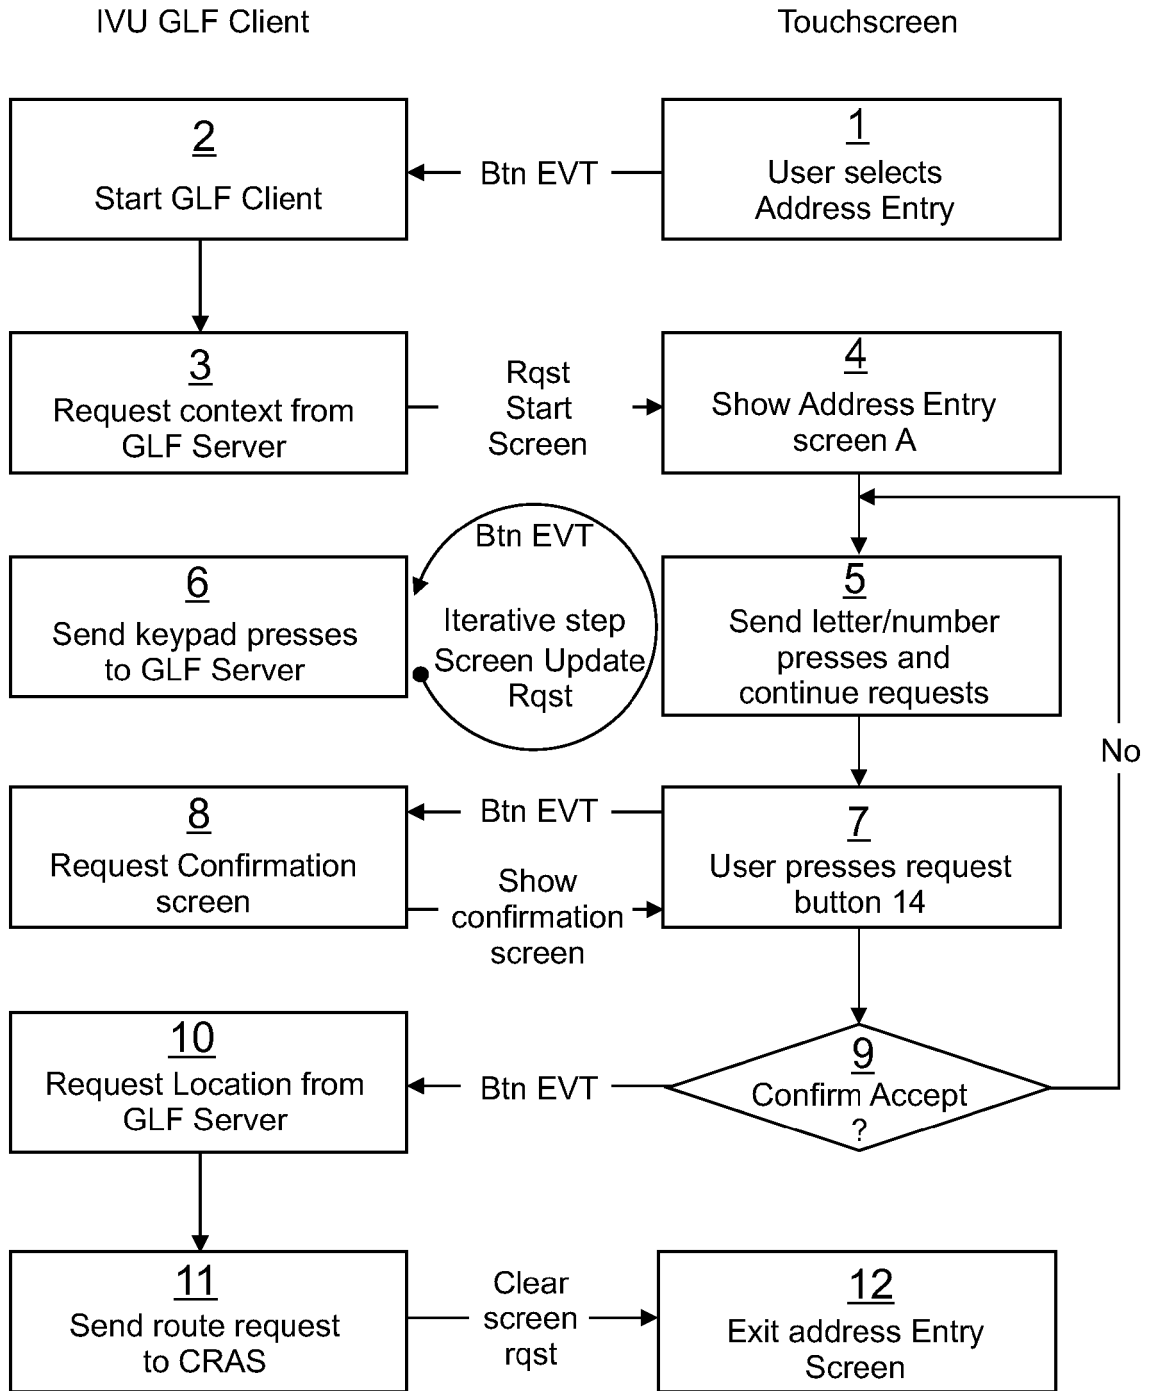 IVU GLF Client
Touchscreen
2
Start GLF Client
Btn EVT
1
User selects
Address Entry
3
Request context from
GLF Server
Rqst
Start
Screen
4
Show Address Entry
screen A
6
Send keypad presses
to GLF Server
Btn EVT
Iterative step
Screen Update
Rqst
5
Send letter/number
presses and
continue requests
No
8
Request Confirmation
screen
Btn EVT
Show
confirmation
screen
7
User presses request
button 14
10
Request Location from
GLF Server
Btn EVT
9
Confirm Accept
?
11
Send route request
to CRAS
Clear
screen
rqst
12
Exit address Entry
Screen